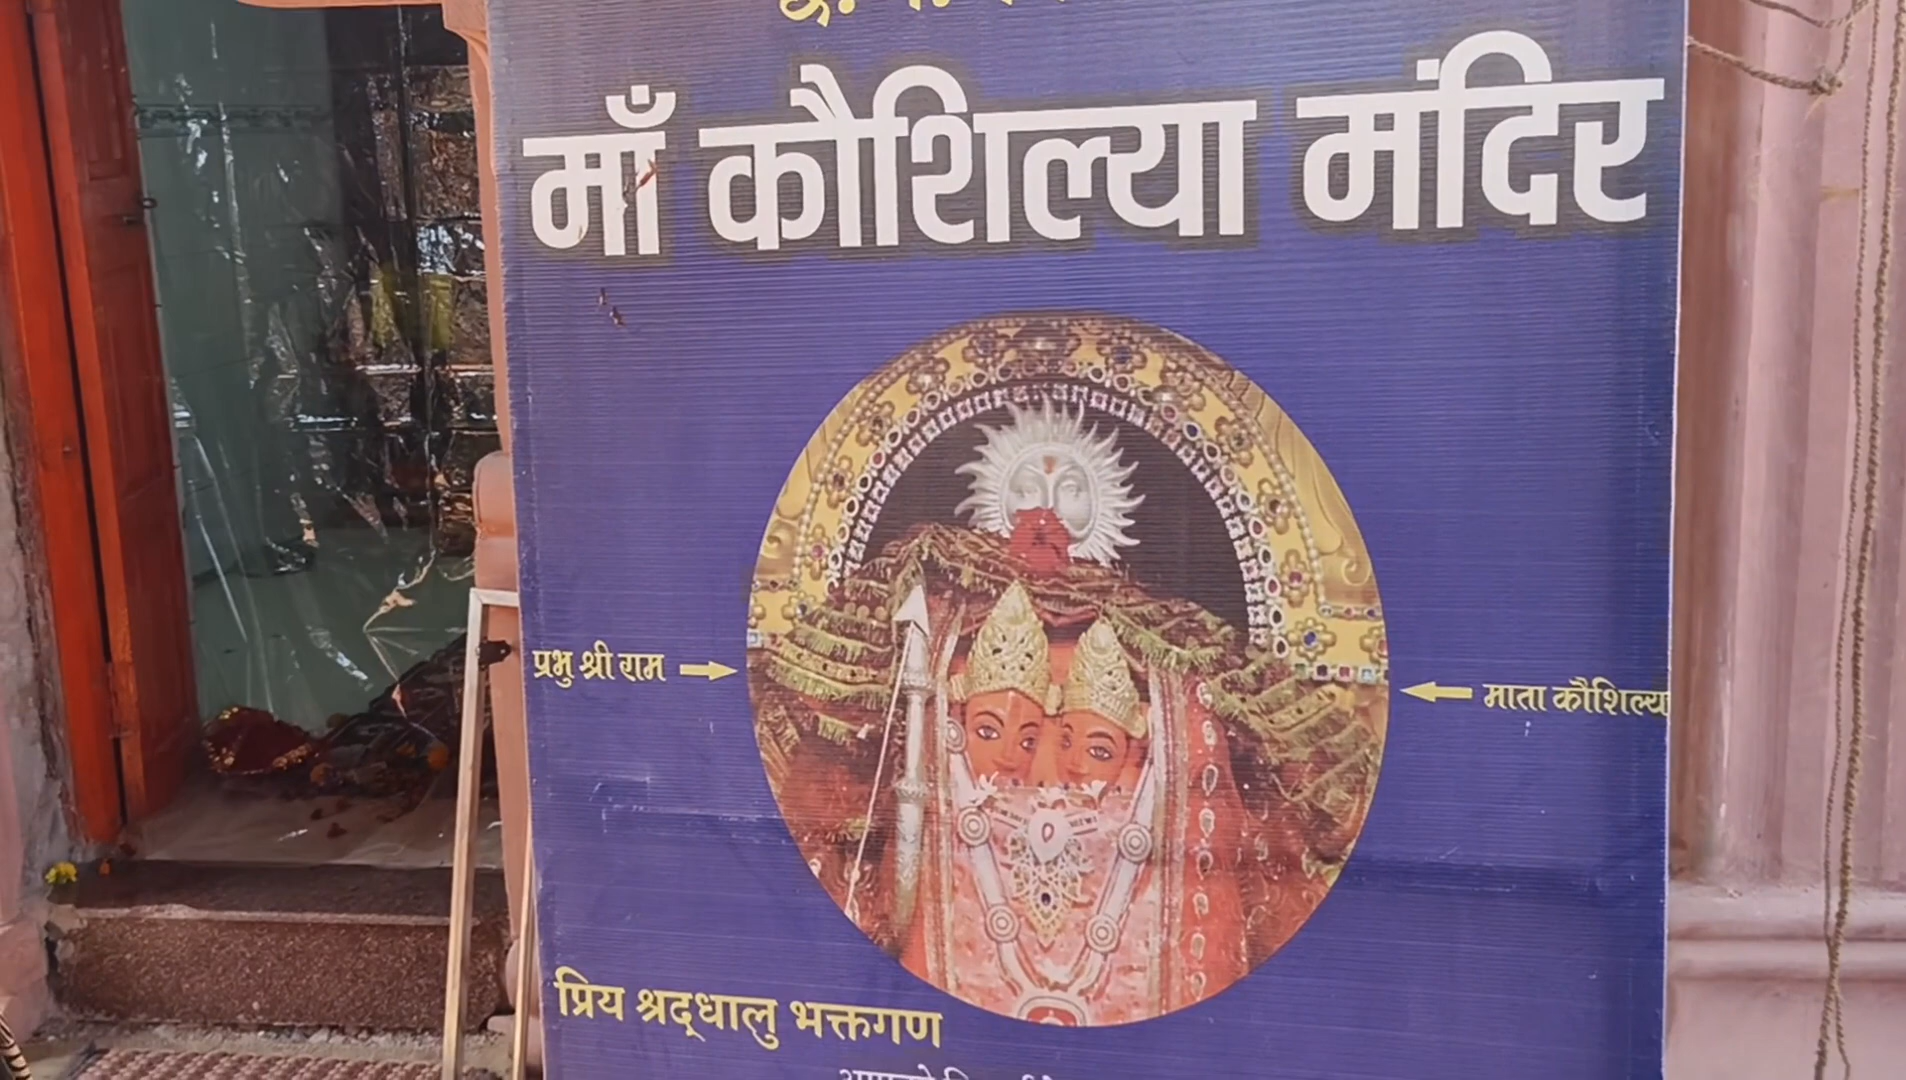 माँ कौशिल्या मंदिर
प्रभु श्री राम
माता कौशिल्या
प्रिय श्रद्धालु भक्तगण